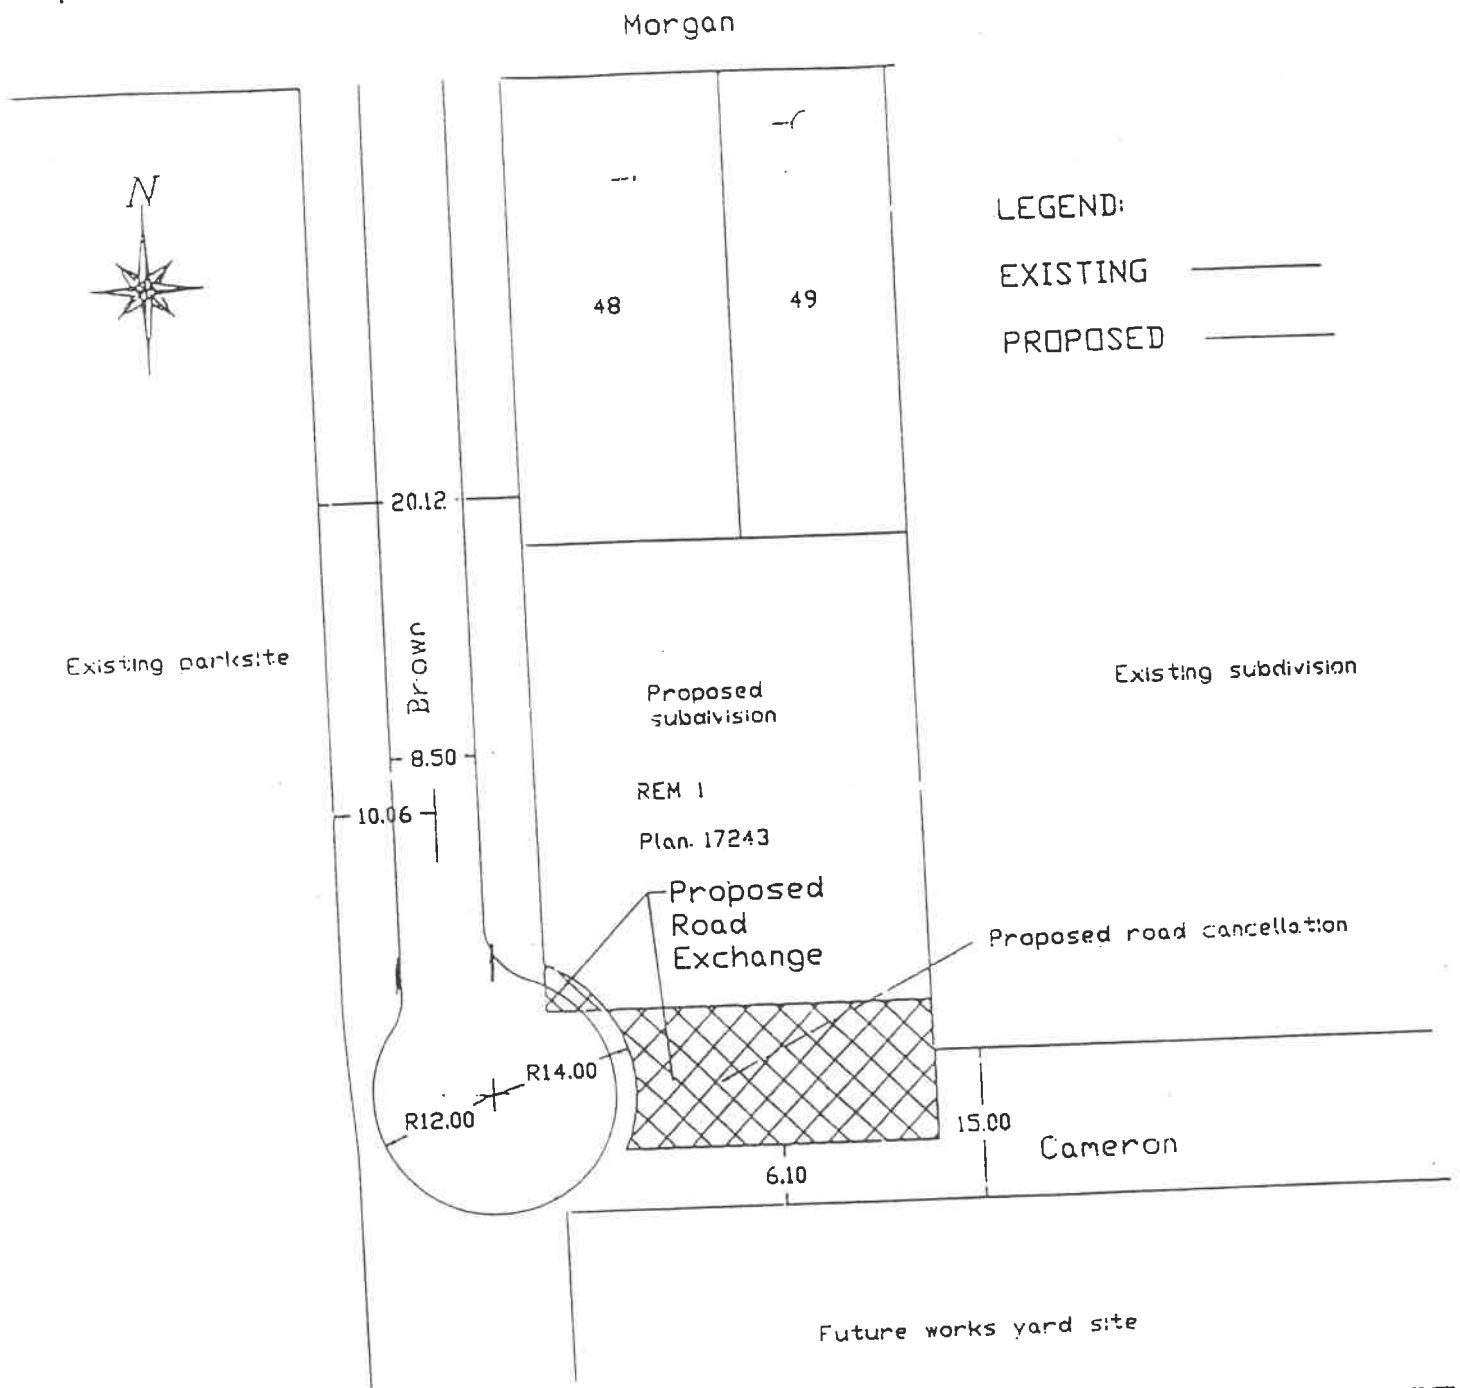 Morgan
N
LEGEND:
EXISTING
PROPOSED
48
49
20.12
Brown
Existing parksite
Proposed
subdivision
Existing subdivision
8.50
REM 1
10.06
Plan. 17243
Proposed
Road
Exchange
Proposed road cancellation
R14.00
R12.00
15.00
Cameron
6.10
Future works yard site